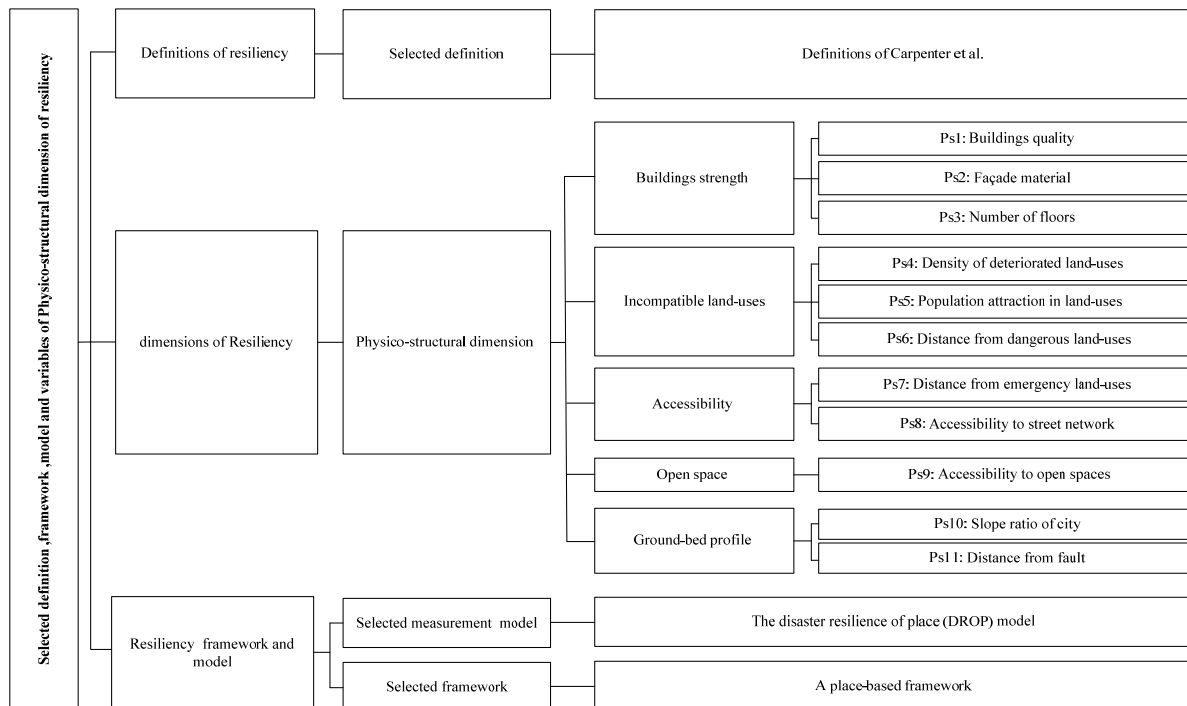 Selected definition ,framework ,model and variables of Physico-structural dimension of resiliency
Definitions of resiliency
Selected definition
Definitions of Carpenter et al.
dimensions of Resiliency
Physico-structural dimension
Buildings strength
Ps1: Buildings quality
Ps2: Façade material
Ps3: Number of floors
Incompatible land-uses
Ps4: Density of deteriorated land-uses
Ps5: Population attraction in land-uses
Ps6: Distance from dangerous land-uses
Accessibility
Ps7: Distance from emergency land-uses
Ps8: Accessibility to street network
Open space
Ps9: Accessibility to open spaces
Ground-bed profile
Ps10: Slope ratio of city
Ps11: Distance from fault
Resiliency framework and
model
Selected measurement model
The disaster resilience of place (DROP) model
Selected framework
A place-based framework